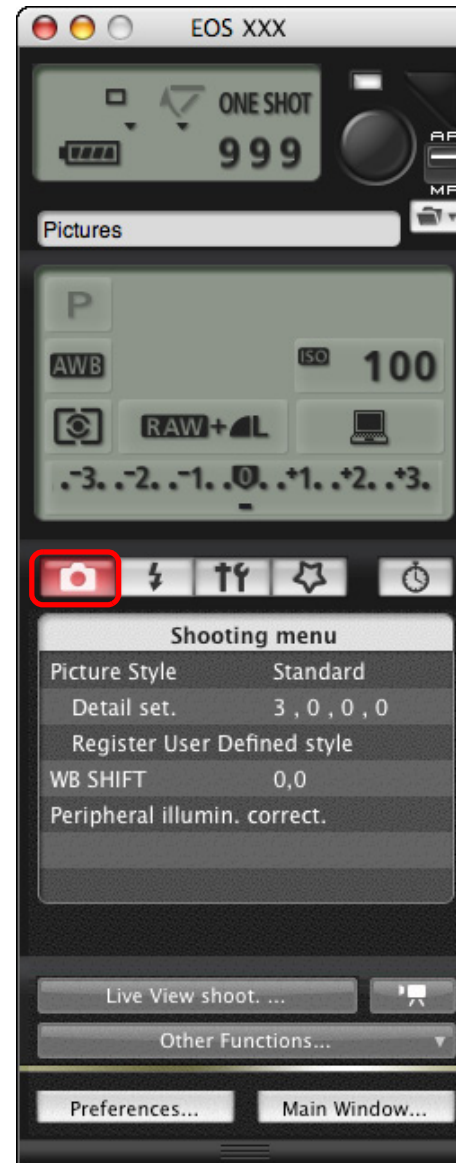 EOS XXX
ONE SHOT
999
AF
MF
Pictures
P
AWB
ISO 100
RAW+L
.-3. .-2. .-1. .0. .+1. .+2. .+3.
Shooting menu
Picture Style Standard
Detail set. 3 , 0 , 0 , 0
Register User Defined style
WB SHIFT 0,0
Peripheral illumin. correct.
Live View shoot. ...
Other Functions...
Preferences... Main Window...